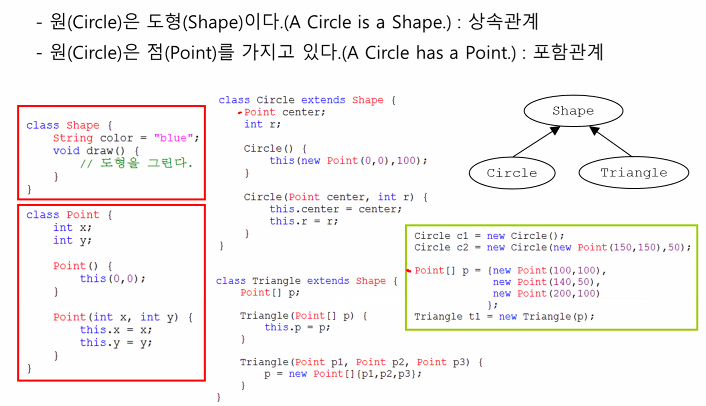 - 원(Circle)은 도형(Shape)이다.(A Circle is a Shape.) : 상속관계
- 원(Circle)은 점(Point)를 가지고 있다.(A Circle has a Point.) : 포함관계
class Shape {
String color = "blue";
void draw() {
// 도형을 그린다.
}
}
class Point {
int x;
int y;
Point() {
this(0,0);
}
Point(int x, int y) {
this.x = x;
this.y = y;
}
}
class Circle extends Shape {
Point center;
int r;
Circle() {
this(new Point(0,0),100);
}
Circle(Point center, int r) {
this.center = center;
this.r = r;
}
}
class Triangle extends Shape {
Point[] p;
Triangle(Point[] p) {
this.p = p;
}
Triangle(Point p1, Point p2, Point p3) {
p = new Point[]{p1,p2,p3};
}
}
Shape
Circle
Triangle
Circle c1 = new Circle();
Circle c2 = new Circle(new Point(150,150),50);
Point[] p = {new Point(100,100),
new Point(140,50),
new Point(200,100)
};
Triangle t1 = new Triangle(p);